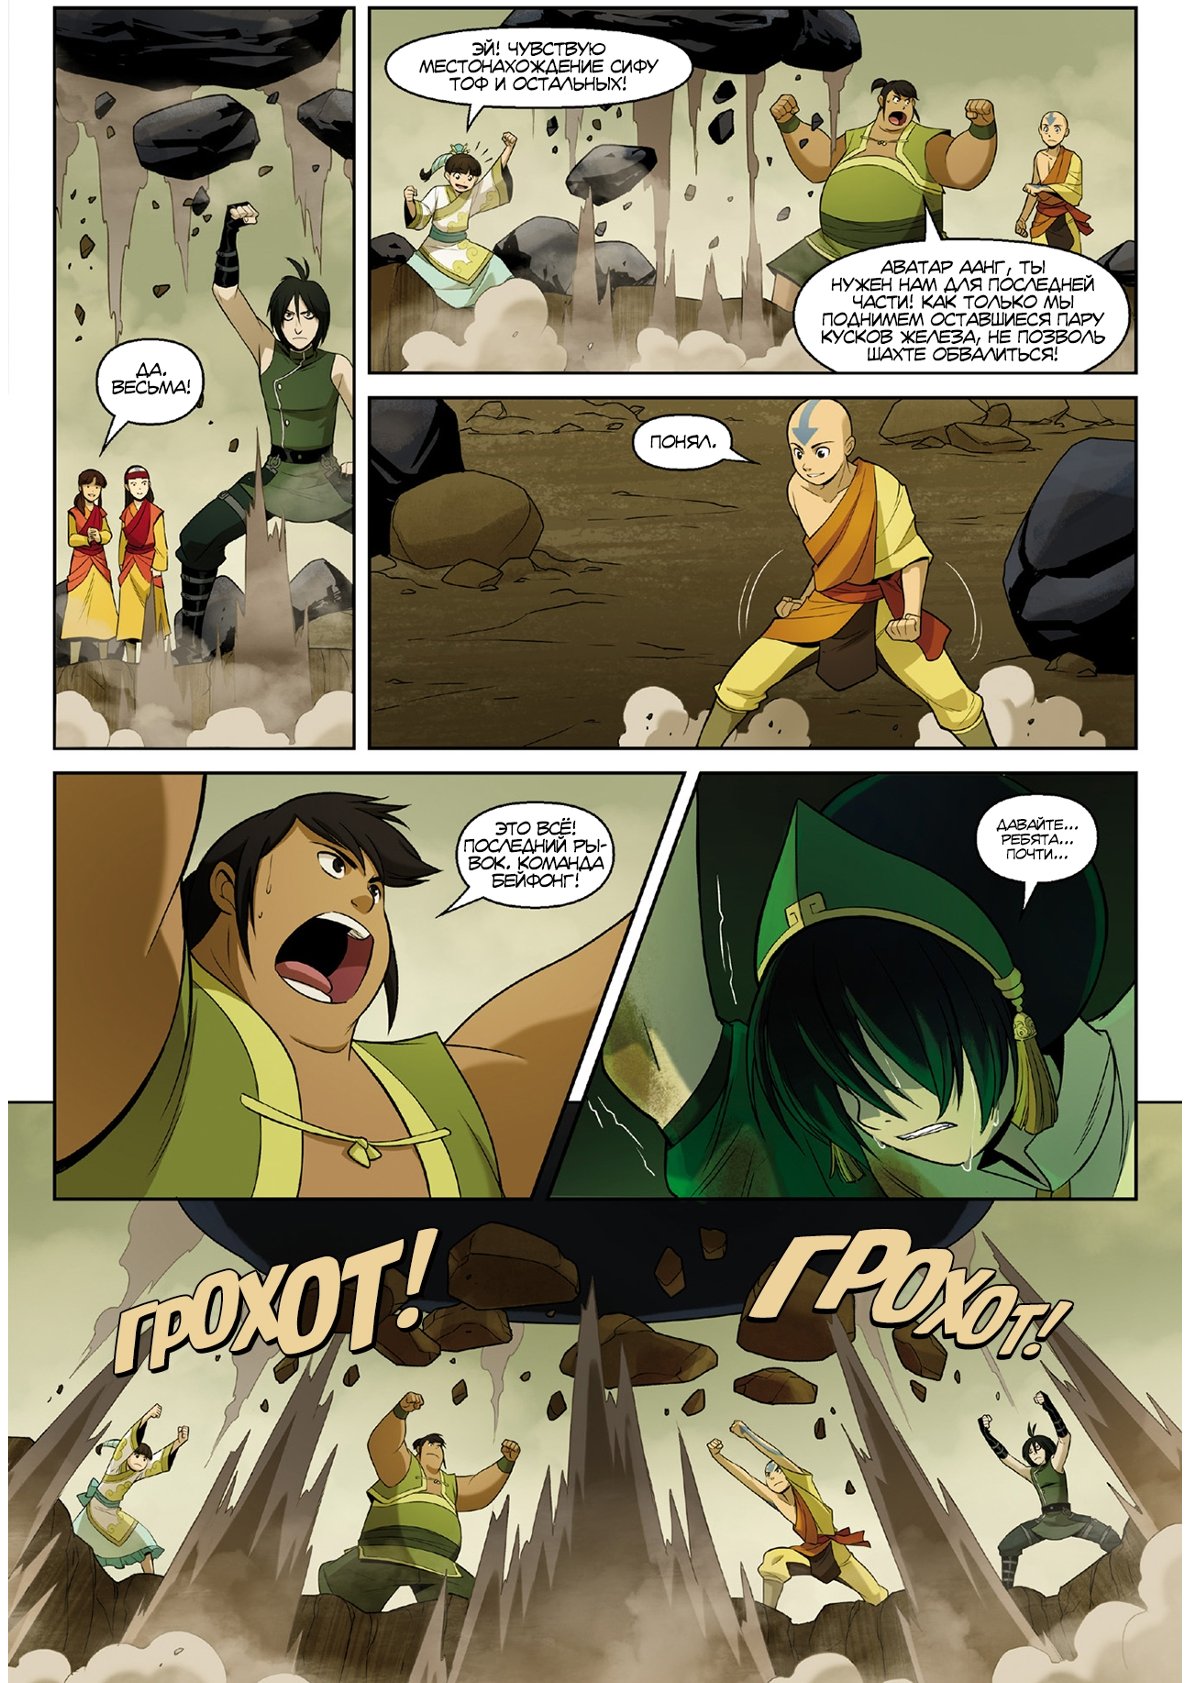 ДА.
ВЕСЬМА!
ЭЙ! ЧУВСТВУЮ
МЕСТОНАХОЖДЕНИЕ СИФУ
ТОФ И ОСТАЛЬНЫХ!
АВАТАР ААНГ, ТЫ
НУЖЕН НАМ ДЛЯ ПОСЛЕДНЕЙ
ЧАСТИ! КАК ТОЛЬКО МЫ
ПОДНИМЕМ ОСТАВШИЕСЯ ПАРУ
КУСКОВ ЖЕЛЕЗА, НЕ ПОЗВОЛЬ
ШАХТЕ ОБВАЛИТЬСЯ!
ПОНЯЛ.
ЭТО ВСЁ!
ПОСЛЕДНИЙ РЫ-
ВОК. КОМАНДА
БЕЙФОНГ!
ДАВАЙТЕ...
РЕБЯТА...
ПОЧТИ...
ГРОХОТ!
ГРОХОТ!